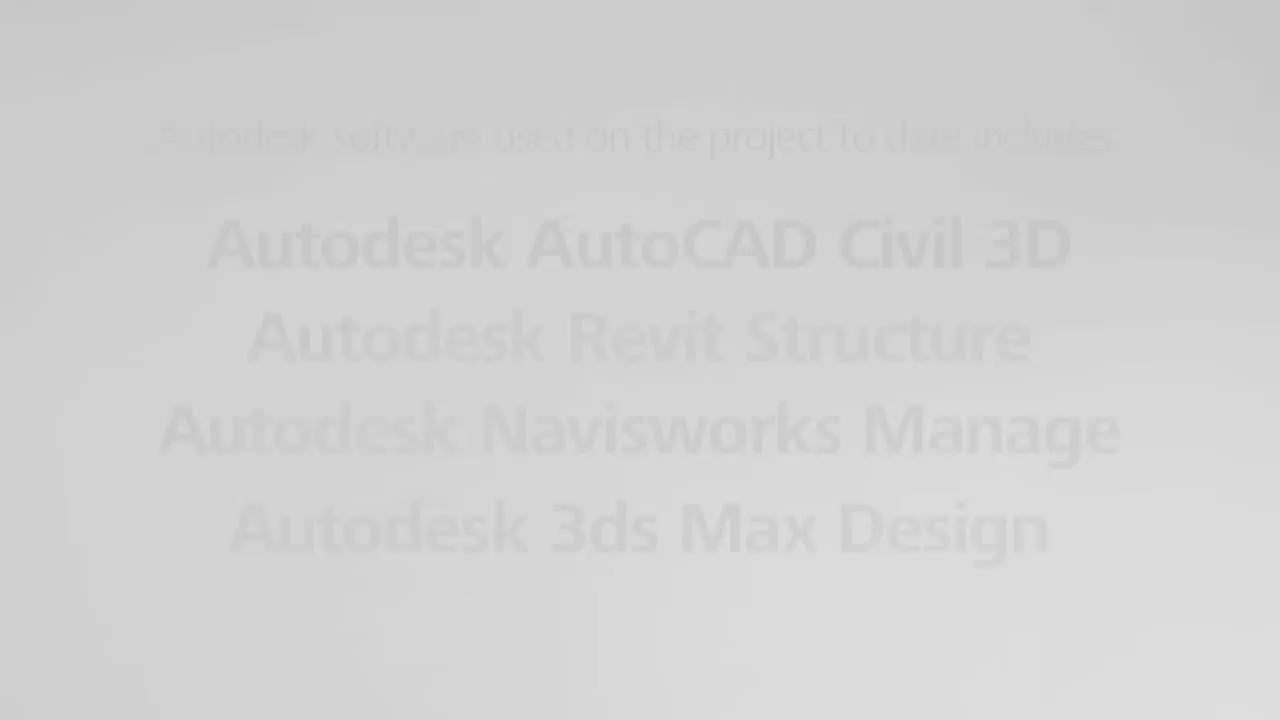 Autodesk software used on the project to date includes:
Autodesk AutoCAD Civil 3D
Autodesk Revit Structure
Autodesk Navisworks Manage
Autodesk 3ds Max Design